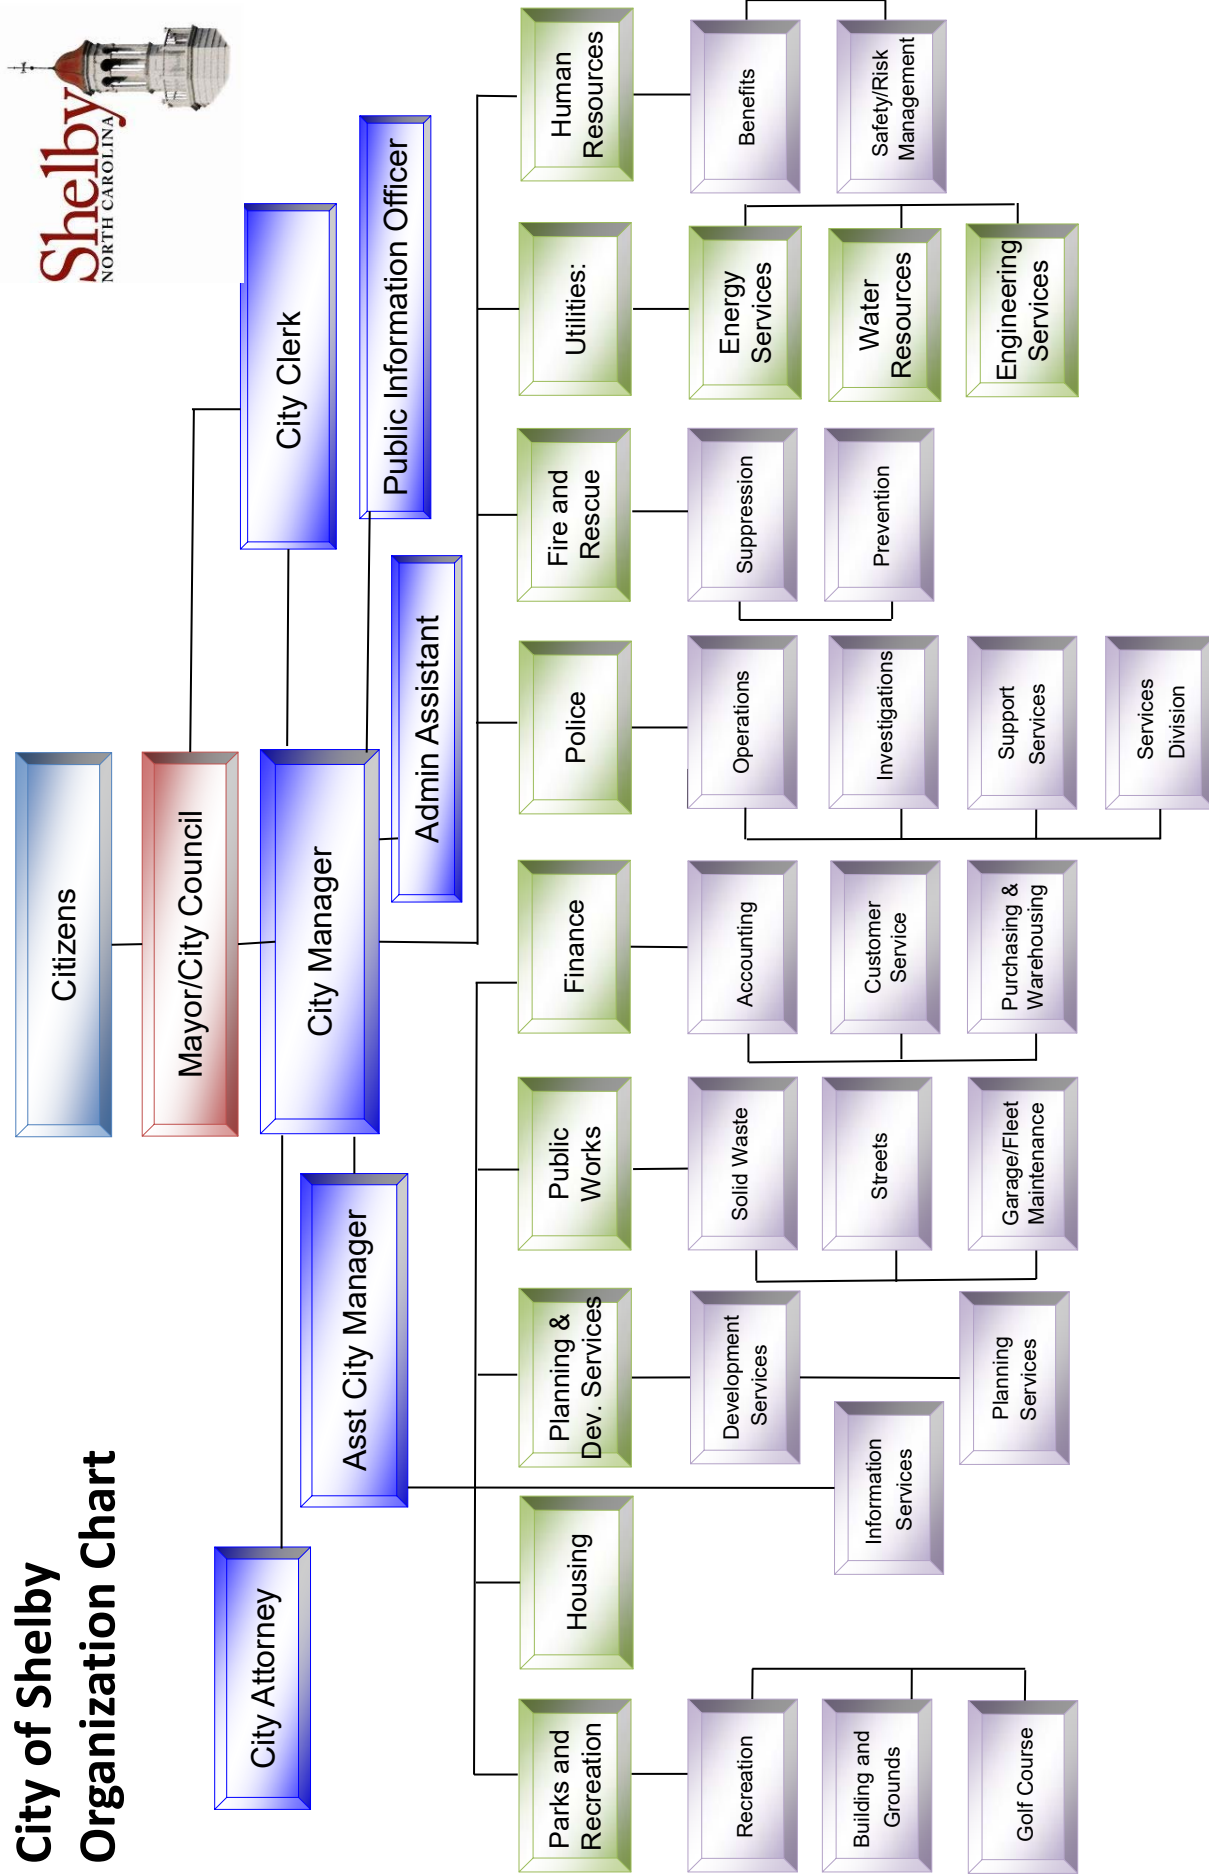 City of Shelby
Organization Chart
Shelby
NORTH CAROLINA
Citizens
Mayor/City Council
City Manager
City Clerk
Public Information Officer
Admin Assistant
City Attorney
Asst City Manager
Parks and
Recreation
Housing
Planning &
Dev. Services
Public
Works
Finance
Police
Fire and
Rescue
Utilities:
Human
Resources
Recreation
Building and
Grounds
Golf Course
Information
Services
Development
Services
Planning
Services
Solid Waste
Streets
Garage/Fleet
Maintenance
Accounting
Customer
Service
Purchasing &
Warehousing
Operations
Investigations
Support
Services
Services
Division
Suppression
Prevention
Energy
Services
Water
Resources
Engineering
Services
Benefits
Safety/Risk
Management